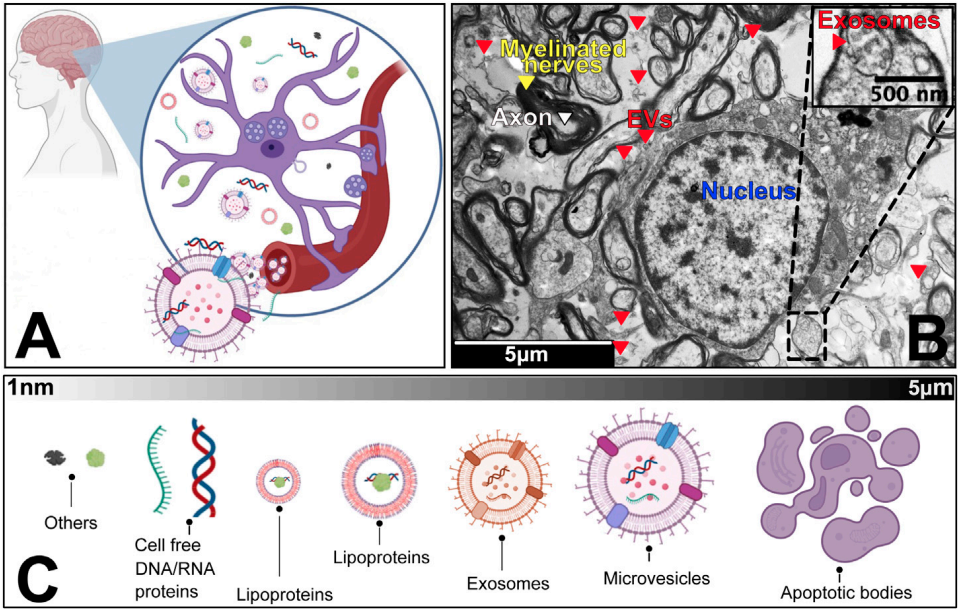 A
Exosomes
500 nm
Myelinated
nerves
Axon
EVs
Nucleus
5µm
B
1nm
5µm
Others
Cell free
DNA/RNA
proteins
Lipoproteins
Lipoproteins
Exosomes
Microvesicles
Apoptotic bodies
C